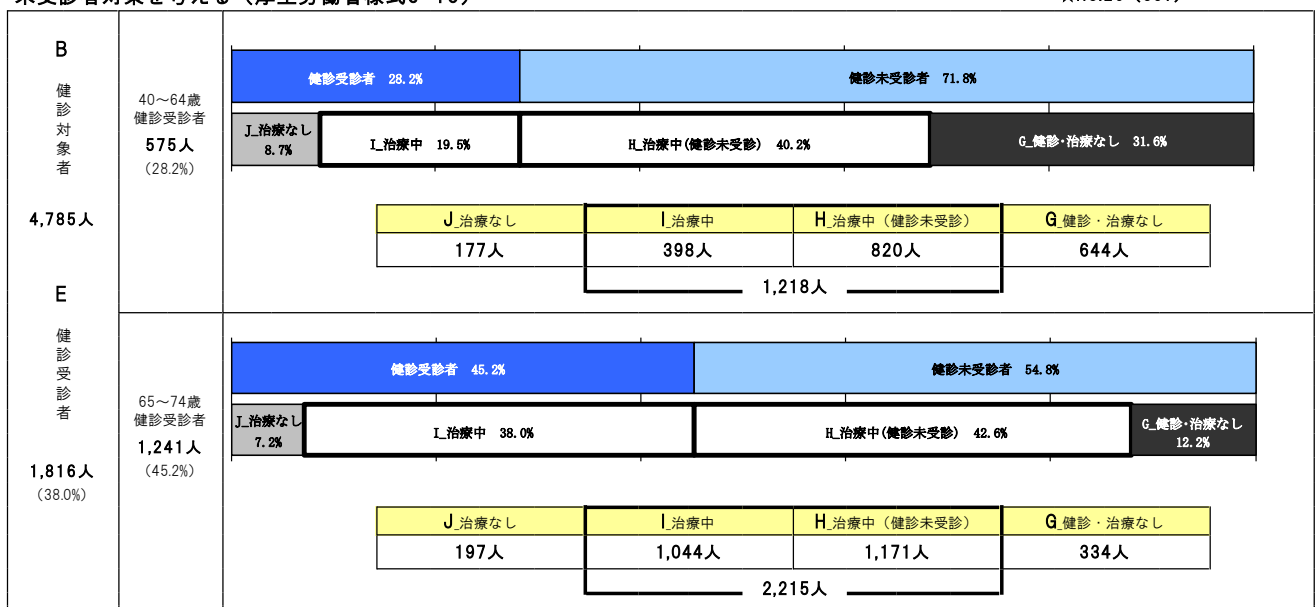 B
健
診
対
象
者
4,785人
E
健
診
受
診
者
1,816人
(38.0%)
40～64歳
健診受診者
575人
(28.2%)
健診受診者 28.2%
健診未受診者 71.8%
J_治療なし
8.7%
I_治療中 19.5%
H_治療中(健診未受診) 40.2%
G_健診・治療なし 31.6%
J_治療なし
I_治療中
H_治療中（健診未受診）
G_健診・治療なし
177人
398人
820人
644人
1,218人
65～74歳
健診受診者
1,241人
(45.2%)
健診受診者 45.2%
健診未受診者 54.8%
J_治療なし
7.2%
I_治療中 38.0%
H_治療中(健診未受診) 42.6%
G_健診・治療なし
12.2%
J_治療なし
I_治療中
H_治療中（健診未受診）
G_健診・治療なし
197人
1,044人
1,171人
334人
2,215人